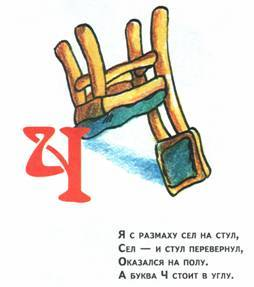 Ч
Я с размаху сел на стул,
Сел — и стул перевернул,
Оказался на полу.
А буква Ч стоит в углу.